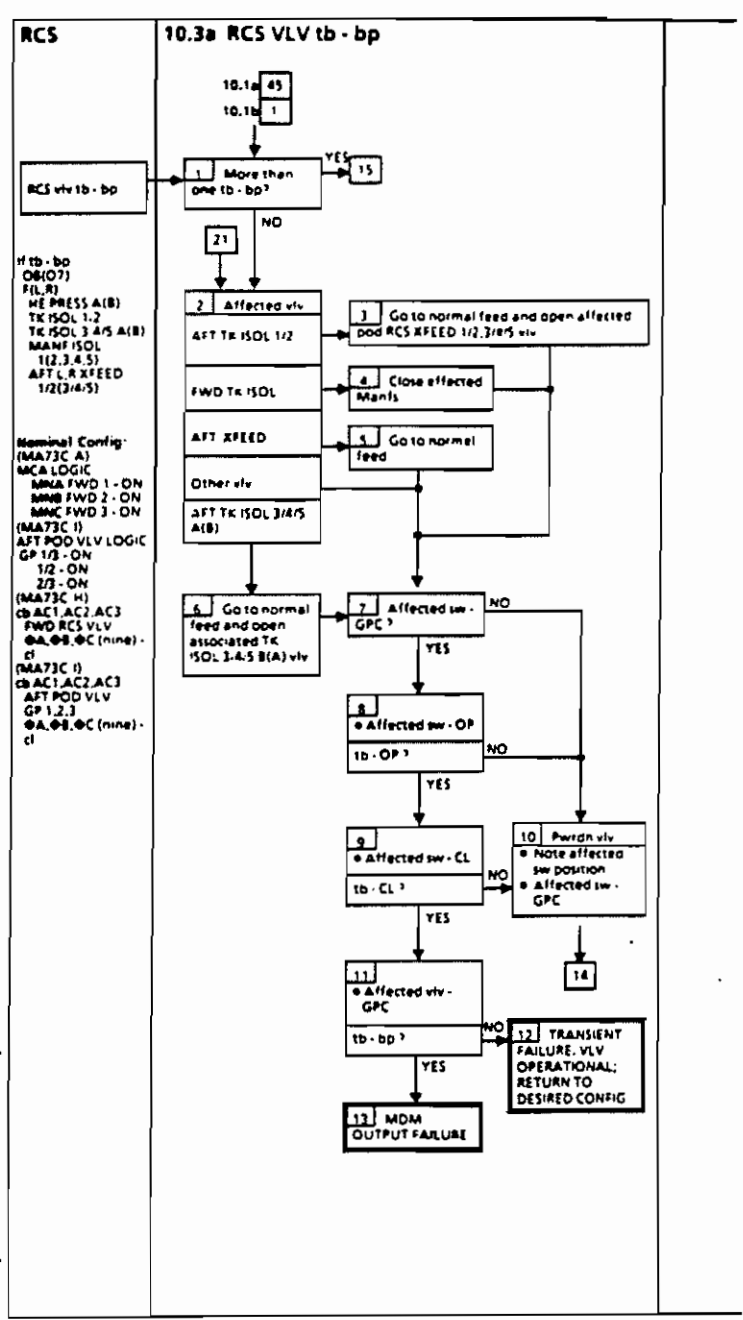 RCS
10.3a RCS VLV tb - bp
10.1a 45
10.1b 1
RCS vlv tb - bp
1 More than
one tb - bp?
YES
15
NO
21
If tb - bp
O8(O7)
F(L,R)
HE PRESS A(B)
TK ISOL 1-2
TK ISOL 3-4/5 A(B)
MANF ISOL
1(2,3,4,5)
AFT L,R XFEED
1/2(3/4/5)
Nominal Config:
(MA73C A)
MCA LOGIC
MNA FWD 1 - ON
MNB FWD 2 - ON
MNC FWD 3 - ON
(MA73C I)
AFT POD VLV LOGIC
GP 1/3 - ON
1/2 - ON
2/3 - ON
(MA73C H)
cb AC1,AC2,AC3
FWD RCS VLV
ΦA,ΦB,ΦC (nine) -
cl
(MA73C I)
cb AC1,AC2,AC3
AFT POD VLV
GP 1,2,3
ΦA,ΦB,ΦC (nine) -
cl
2 Affected vlv
AFT TK ISOL 1/2
FWD TK ISOL
AFT XFEED
Other vlv
AFT TK ISOL 3/4/5
A(B)
3 Go to normal feed and open affected
pod RCS XFEED 1/2,3/4/5 vlv
4 Close affected
Manfs
5 Go to normal
feed
6 Go to normal
feed and open
associated TK
ISOL 3-4-5 B(A) vlv
7 Affected sw -
GPC?
NO
YES
8
• Affected sw - OP
tb - OP?
NO
YES
9
• Affected sw - CL
tb - CL?
NO
YES
10 Pwrdn vlv
• Note affected
sw position
• Affected sw -
GPC
14
11
• Affected vlv -
GPC
tb - bp?
NO
YES
12 TRANSIENT
FAILURE. VLV
OPERATIONAL;
RETURN TO
DESIRED CONFIG
13 MDM
OUTPUT FAILURE